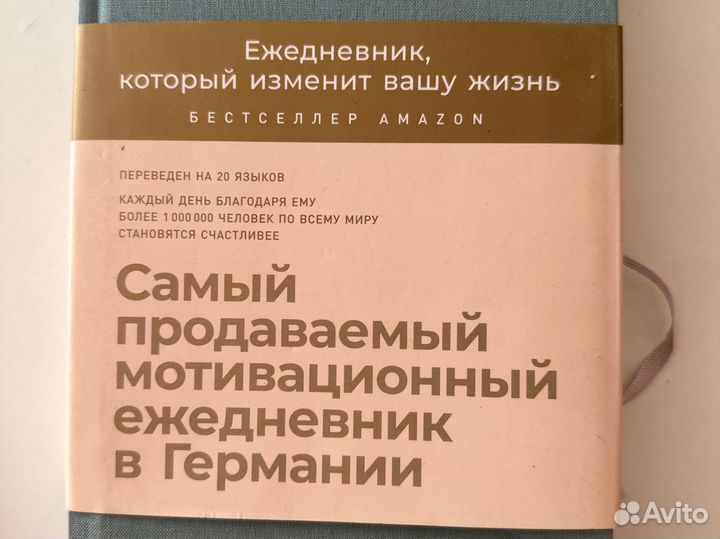 Ежедневник,
который изменит вашу жизнь
БЕСТСЕЛЛЕР AMAZON
ПЕРЕВЕДЕН НА 20 ЯЗЫКОВ
КАЖДЫЙ ДЕНЬ БЛАГОДАРЯ ЕМУ
БОЛЕЕ 1 000 000 ЧЕЛОВЕК ПО ВСЕМУ МИРУ
СТАНОВЯТСЯ СЧАСТЛИВЕЕ
Самый
продаваемый
мотивационный
ежедневник
в Германии
Avito